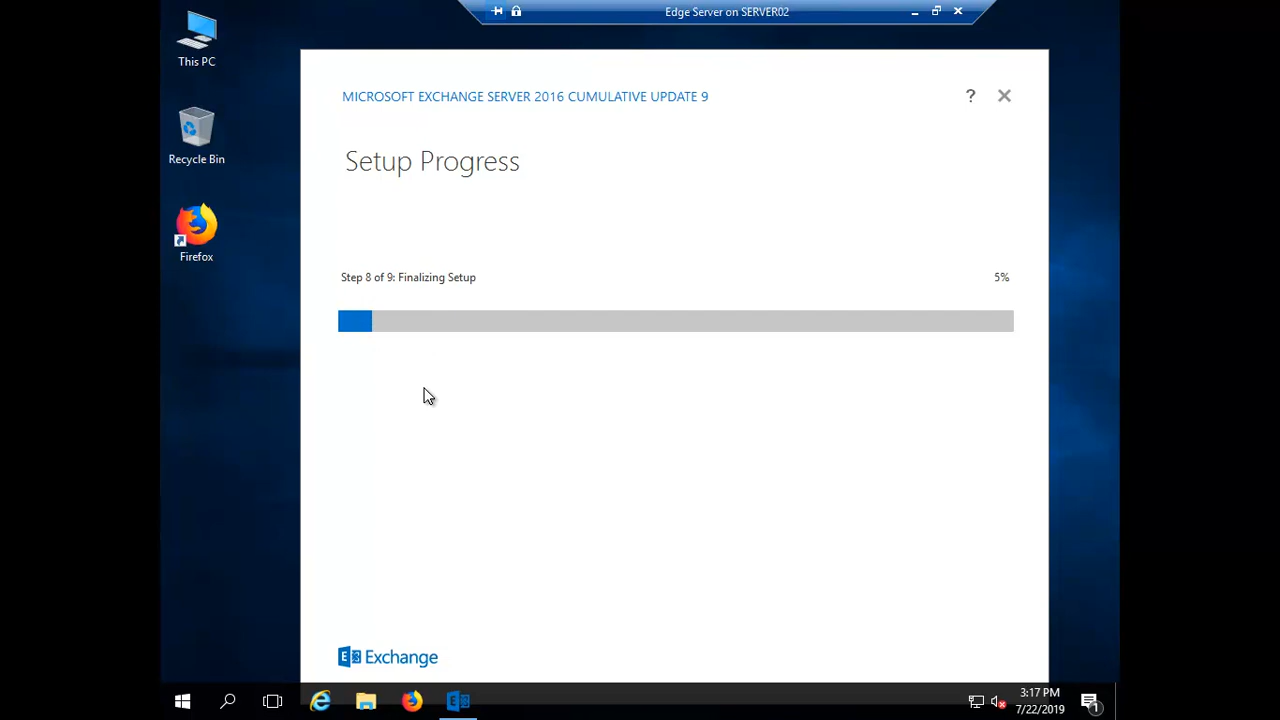 Edge Server on SERVER02
This PC
Recycle Bin
Firefox
MICROSOFT EXCHANGE SERVER 2016 CUMULATIVE UPDATE 9
?
Setup Progress
Step 8 of 9: Finalizing Setup
5%
E Exchange
3:17 PM
7/22/2019
1